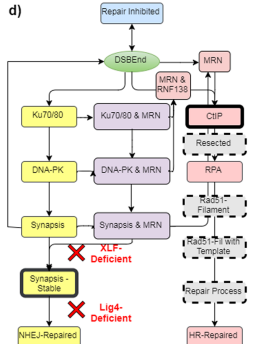 d)
Repair Inhibited
DSBEnd
MRN
MRN &
RNF138
Ku70/80
Ku70/80 & MRN
CtIP
Resected
DNA-PK
DNA-PK & MRN
RPA
Rad51-
Filament
Synapsis
Synapsis & MRN
XLF-
Deficient
Rad51-Fil with
Template
Synapsis -
Stable
Repair Process
Lig4-
Deficient
NHEJ-Repaired
HR-Repaired